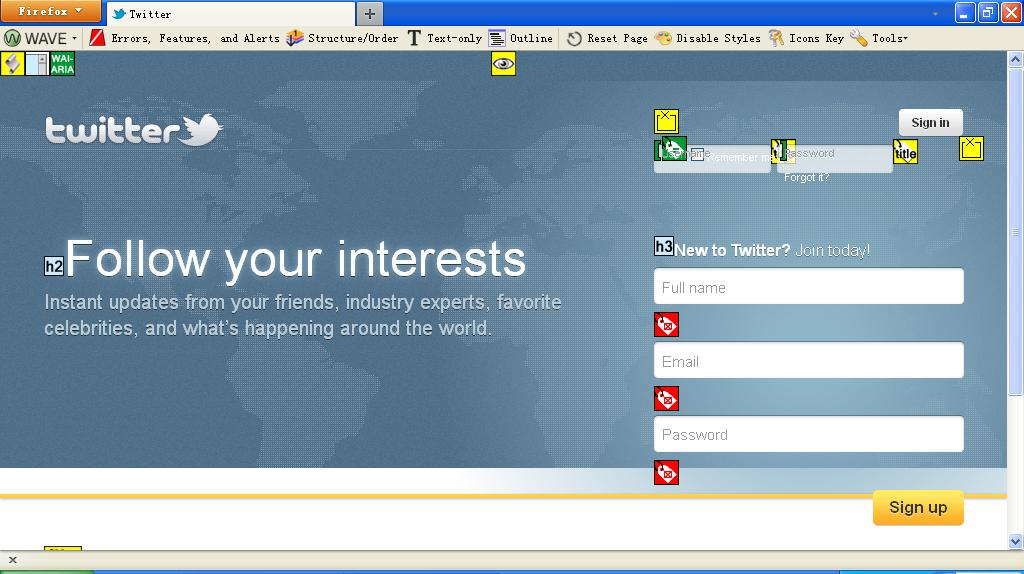 Firefox
Twitter
WAVE
Errors, Features, and Alerts
Structure/Order
Text-only
Outline
Reset Page
Disable Styles
Icons Key
Tools
WAI-
ARIA
twitter
Sign in
Remember me
Password
title
Forgot it?
h2 Follow your interests
Instant updates from your friends, industry experts, favorite
celebrities, and what's happening around the world.
h3 New to Twitter? Join today!
Full name
Email
Password
Sign up